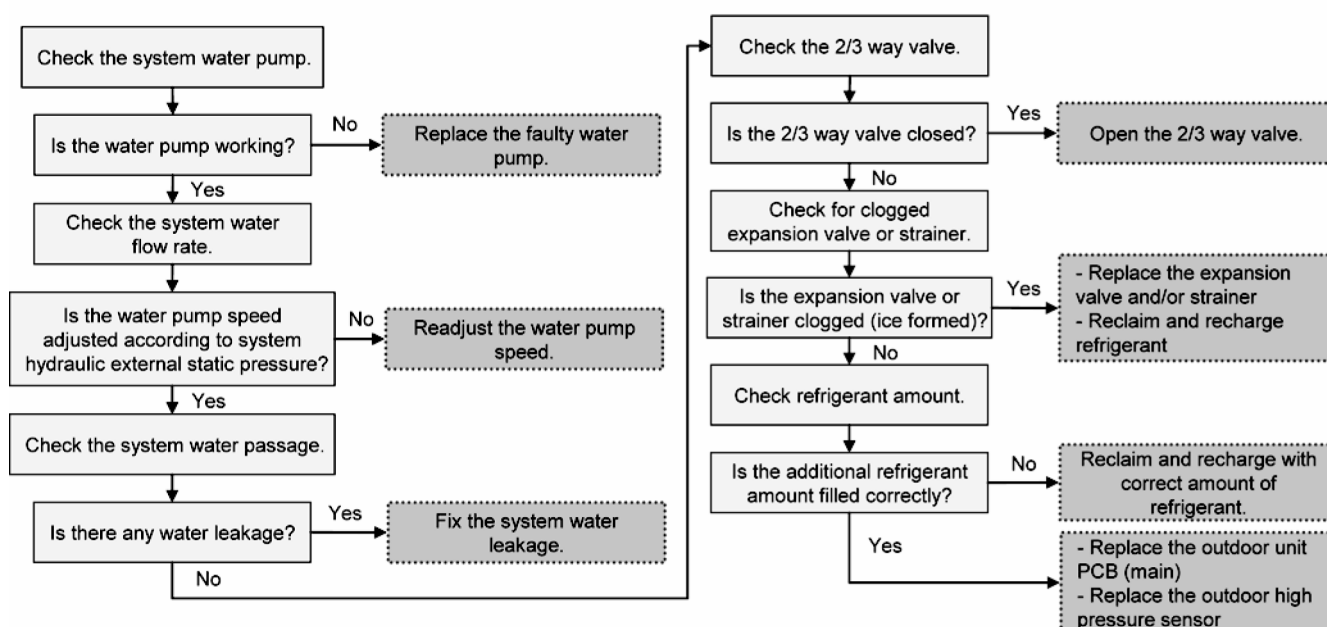 Check the system water pump.
Is the water pump working?
No
Replace the faulty water
pump.
Yes
Check the system water
flow rate.
Is the water pump speed
adjusted according to system
hydraulic external static pressure?
No
Readjust the water pump
speed.
Yes
Check the system water passage.
Is there any water leakage?
Yes
Fix the system water
leakage.
No
Check the 2/3 way valve.
Is the 2/3 way valve closed?
Yes
Open the 2/3 way valve.
No
Check for clogged
expansion valve or strainer.
Is the expansion valve or
strainer clogged (ice formed)?
Yes
- Replace the expansion
valve and/or strainer
- Reclaim and recharge
refrigerant
No
Check refrigerant amount.
Is the additional refrigerant
amount filled correctly?
No
Reclaim and recharge with
correct amount of
refrigerant.
Yes
- Replace the outdoor unit
PCB (main)
- Replace the outdoor high
pressure sensor